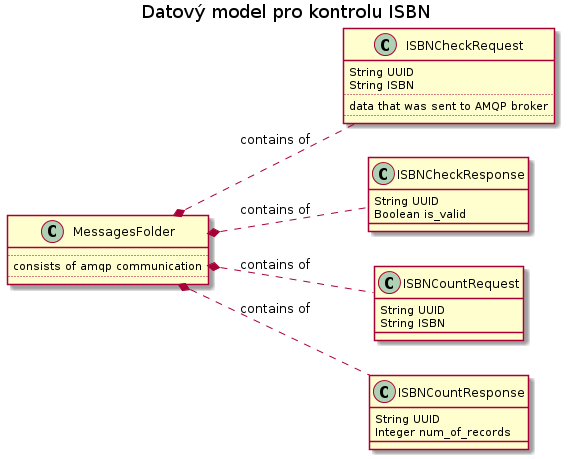 Datový model pro kontrolu ISBN
C ISBNCheckRequest
String UUID
String ISBN
data that was sent to AMQP broker
contains of
C ISBNCheckResponse
String UUID
Boolean is_valid
contains of
C MessagesFolder
consists of amqp communication
contains of
C ISBNCountRequest
String UUID
String ISBN
contains of
C ISBNCountResponse
String UUID
Integer num_of_records